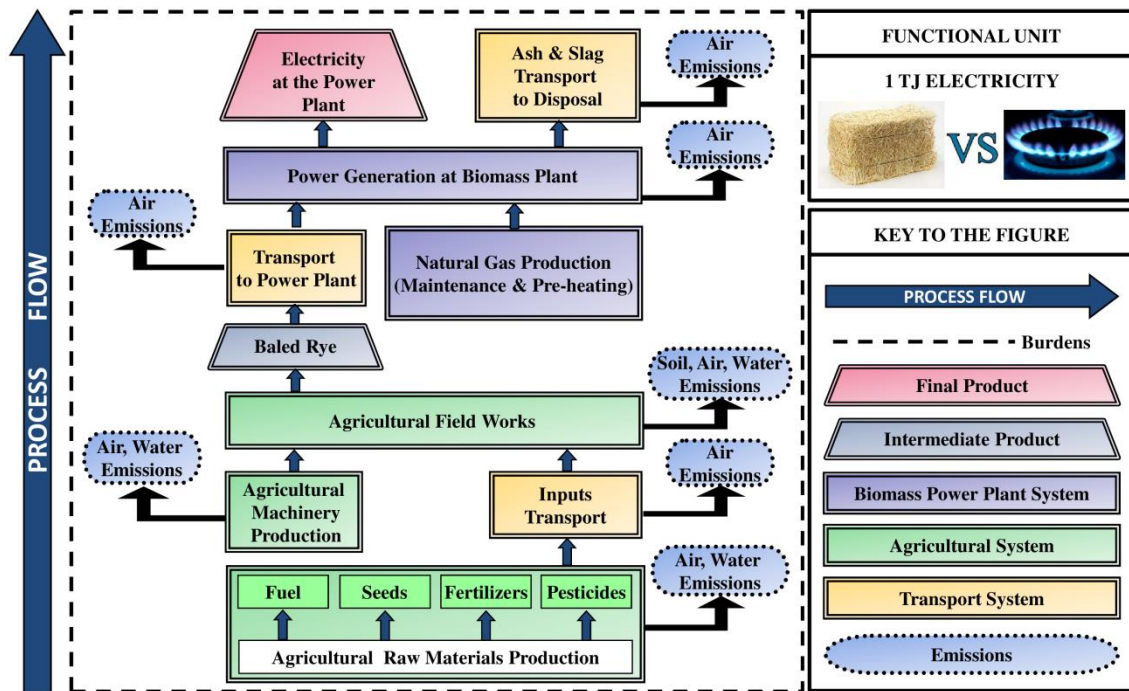 PROCESS FLOW
Electricity
at the Power
Plant
Ash & Slag
Transport
to Disposal
Air
Emissions
Air
Emissions
Power Generation at Biomass Plant
Air
Emissions
Transport
to Power Plant
Natural Gas Production
(Maintenance & Pre-heating)
Baled Rye
Soil, Air, Water
Emissions
Agricultural Field Works
Air, Water
Emissions
Air
Emissions
Agricultural
Machinery
Production
Inputs
Transport
Air, Water
Emissions
Fuel
Seeds
Fertilizers
Pesticides
Agricultural Raw Materials Production
FUNCTIONAL UNIT
1 TJ ELECTRICITY
VS
KEY TO THE FIGURE
PROCESS FLOW
Burdens
Final Product
Intermediate Product
Biomass Power Plant System
Agricultural System
Transport System
Emissions